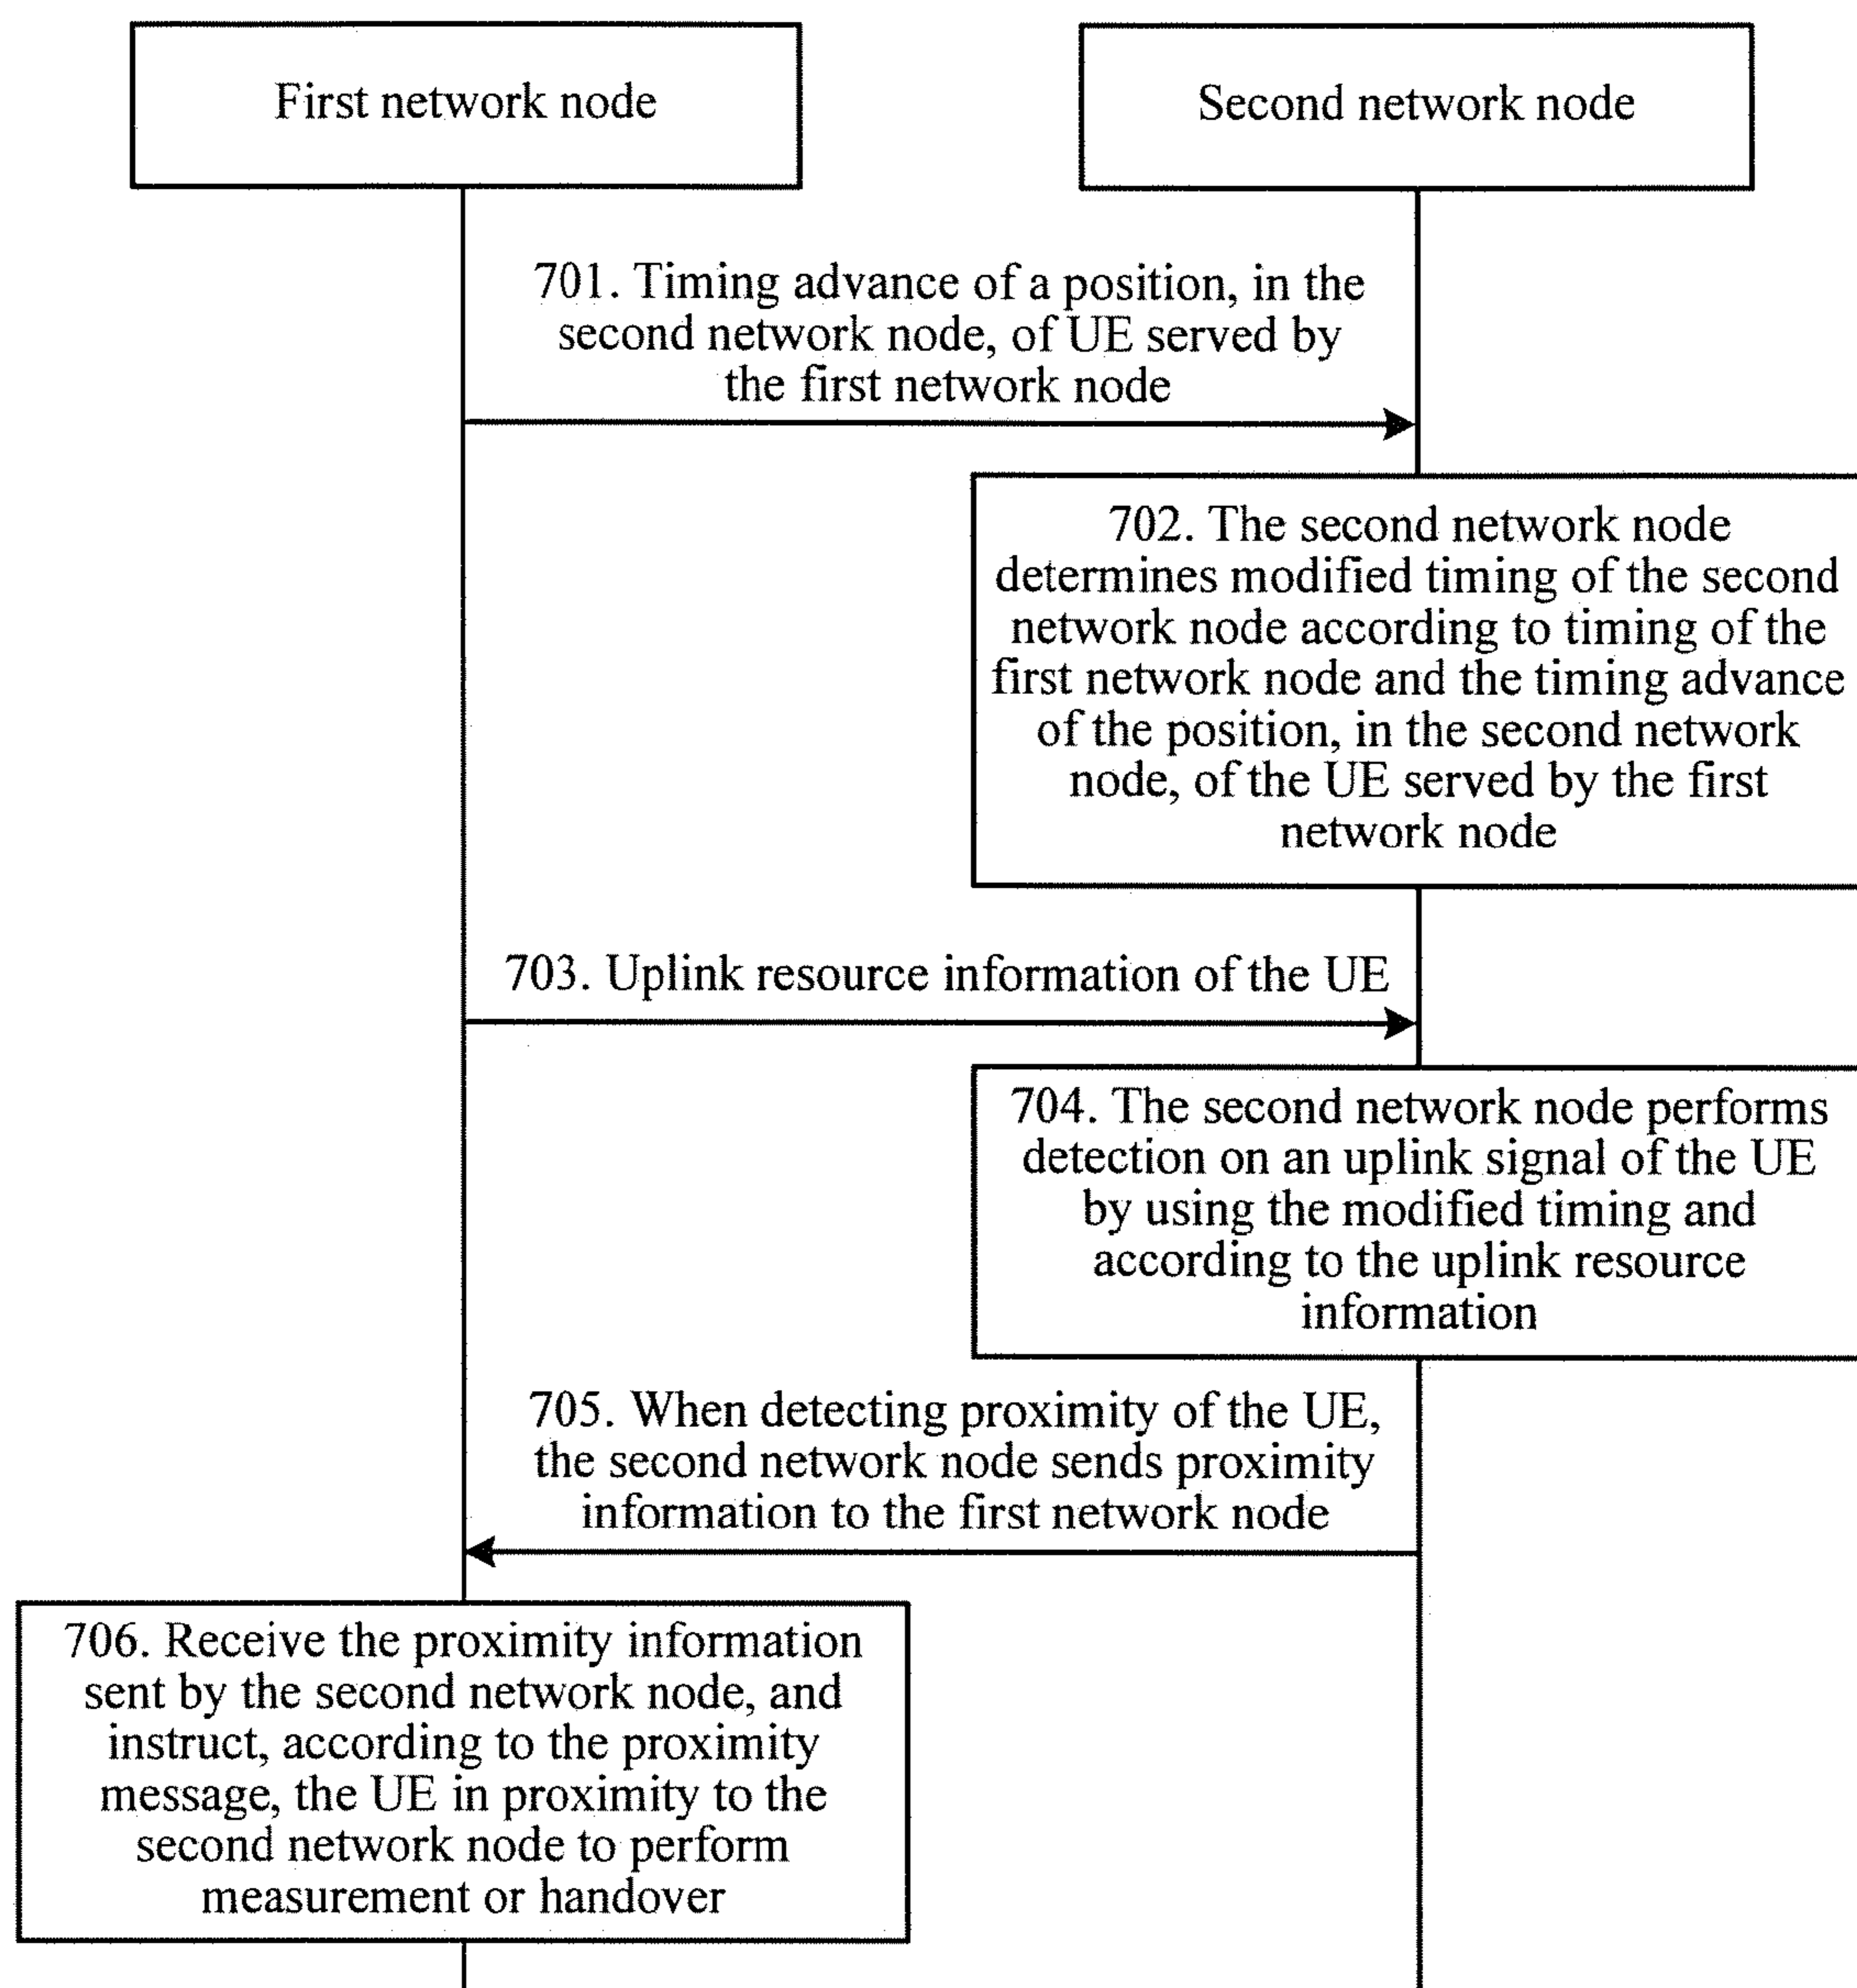 First network node
Second network node
701. Timing advance of a position, in the
second network node, of UE served by
the first network node
702. The second network node
determines modified timing of the second
network node according to timing of the
first network node and the timing advance
of the position, in the second network
node, of the UE served by the first
network node
703. Uplink resource information of the UE
704. The second network node performs
detection on an uplink signal of the UE
by using the modified timing and
according to the uplink resource
information
705. When detecting proximity of the UE,
the second network node sends proximity
information to the first network node
706. Receive the proximity information
sent by the second network node, and
instruct, according to the proximity
message, the UE in proximity to the
second network node to perform
measurement or handover